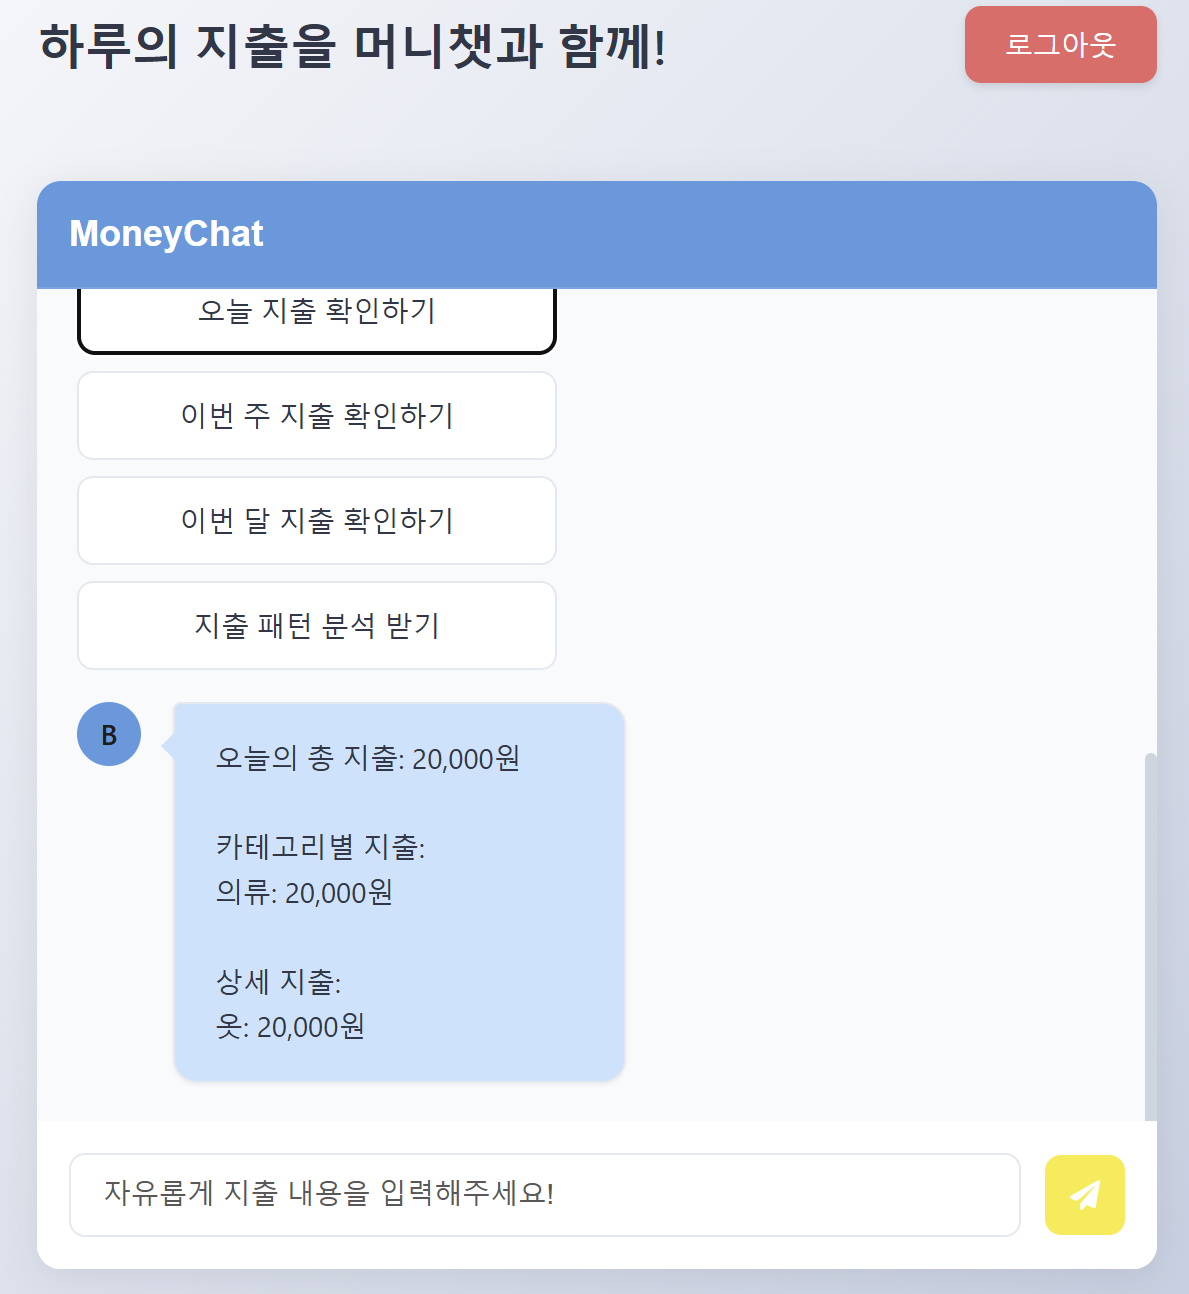 하루의 지출을 머니챗과 함께!
로그아웃
MoneyChat
오늘 지출 확인하기
이번 주 지출 확인하기
이번 달 지출 확인하기
지출 패턴 분석 받기
B
오늘의 총 지출: 20,000원
카테고리별 지출:
의류: 20,000원
상세 지출:
옷: 20,000원
자유롭게 지출 내용을 입력해주세요!